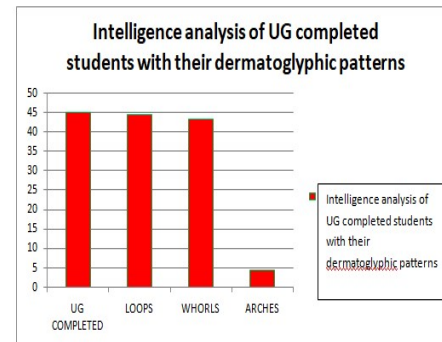 Intelligence analysis of UG completed
students with their dermatoglyphic patterns
50
45
40
35
30
25
20
15
10
5
0
UG
COMPLETED
LOOPS
WHORLS
ARCHES
Intelligence analysis of
UG completed students
with their
dermatoglyphic patterns